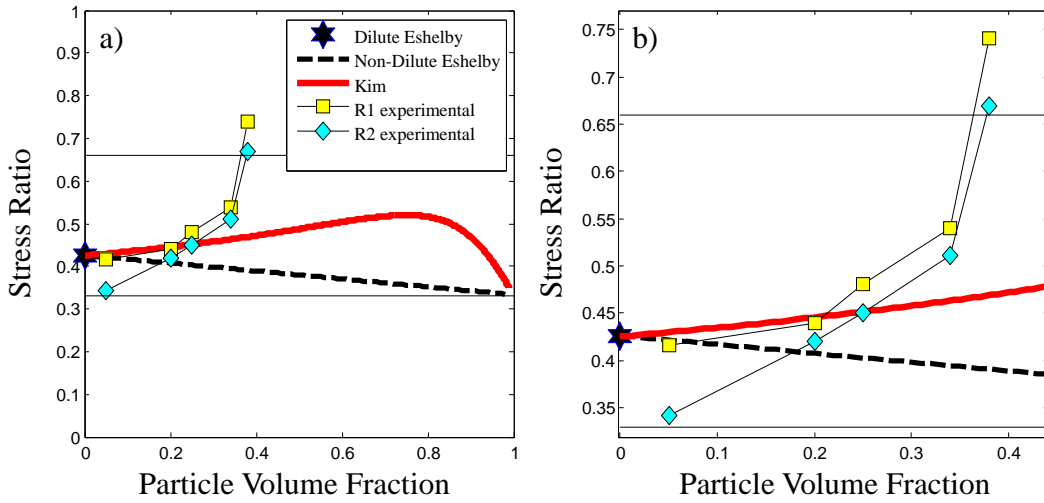 a)
Dilute Eshelby
Non-Dilute Eshelby
Kim
R1 experimental
R2 experimental
1
0.9
0.8
0.7
0.6
0.5
0.4
0.3
0.2
0.1
0
0
0.2
0.4
0.6
0.8
1
Stress Ratio
Particle Volume Fraction
b)
0.75
0.7
0.65
0.6
0.55
0.5
0.45
0.4
0.35
0
0.1
0.2
0.3
0.4
Stress Ratio
Particle Volume Fraction